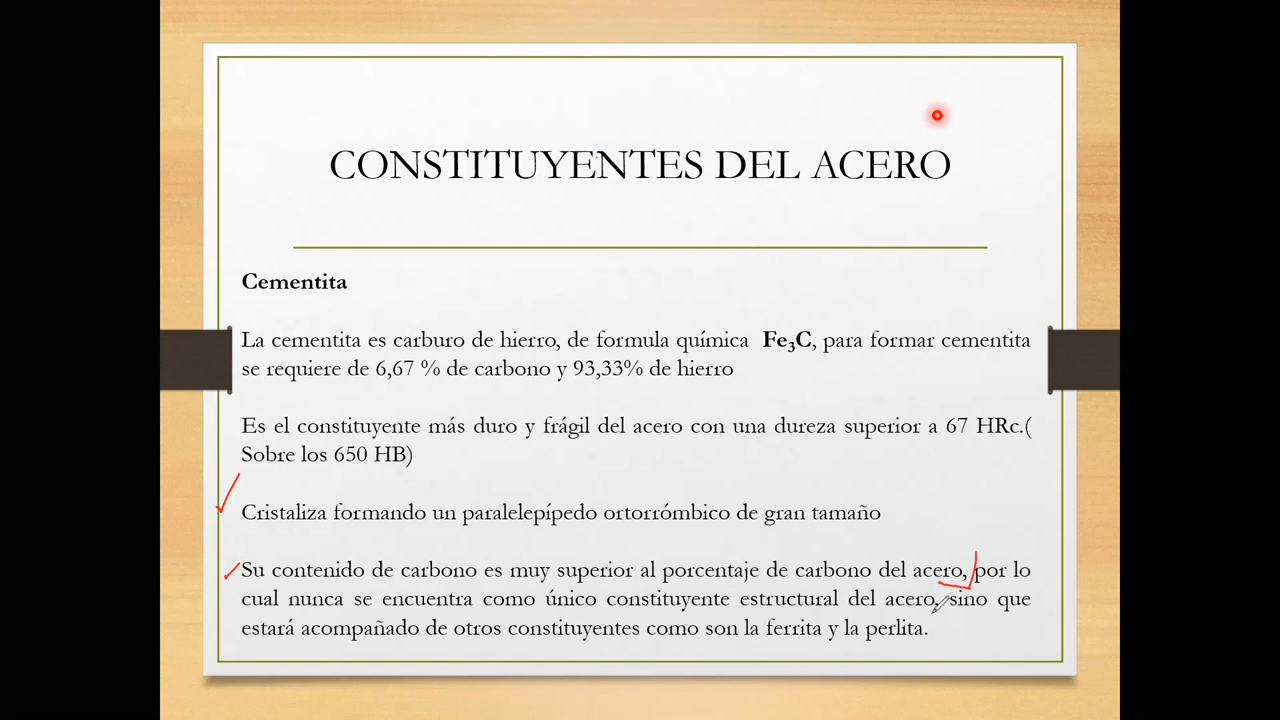 CONSTITUYENTES DEL ACERO
Cementita
La cementita es carburo de hierro, de formula química Fe₃C, para formar cementita
se requiere de 6,67 % de carbono y 93,33% de hierro
Es el constituyente más duro y frágil del acero con una dureza superior a 67 HRc.(
Sobre los 650 HB)
Cristaliza formando un paralelepípedo ortorrómbico de gran tamaño
Su contenido de carbono es muy superior al porcentaje de carbono del acero, por lo
cual nunca se encuentra como único constituyente estructural del acero, sino que
estará acompañado de otros constituyentes como son la ferrita y la perlita.